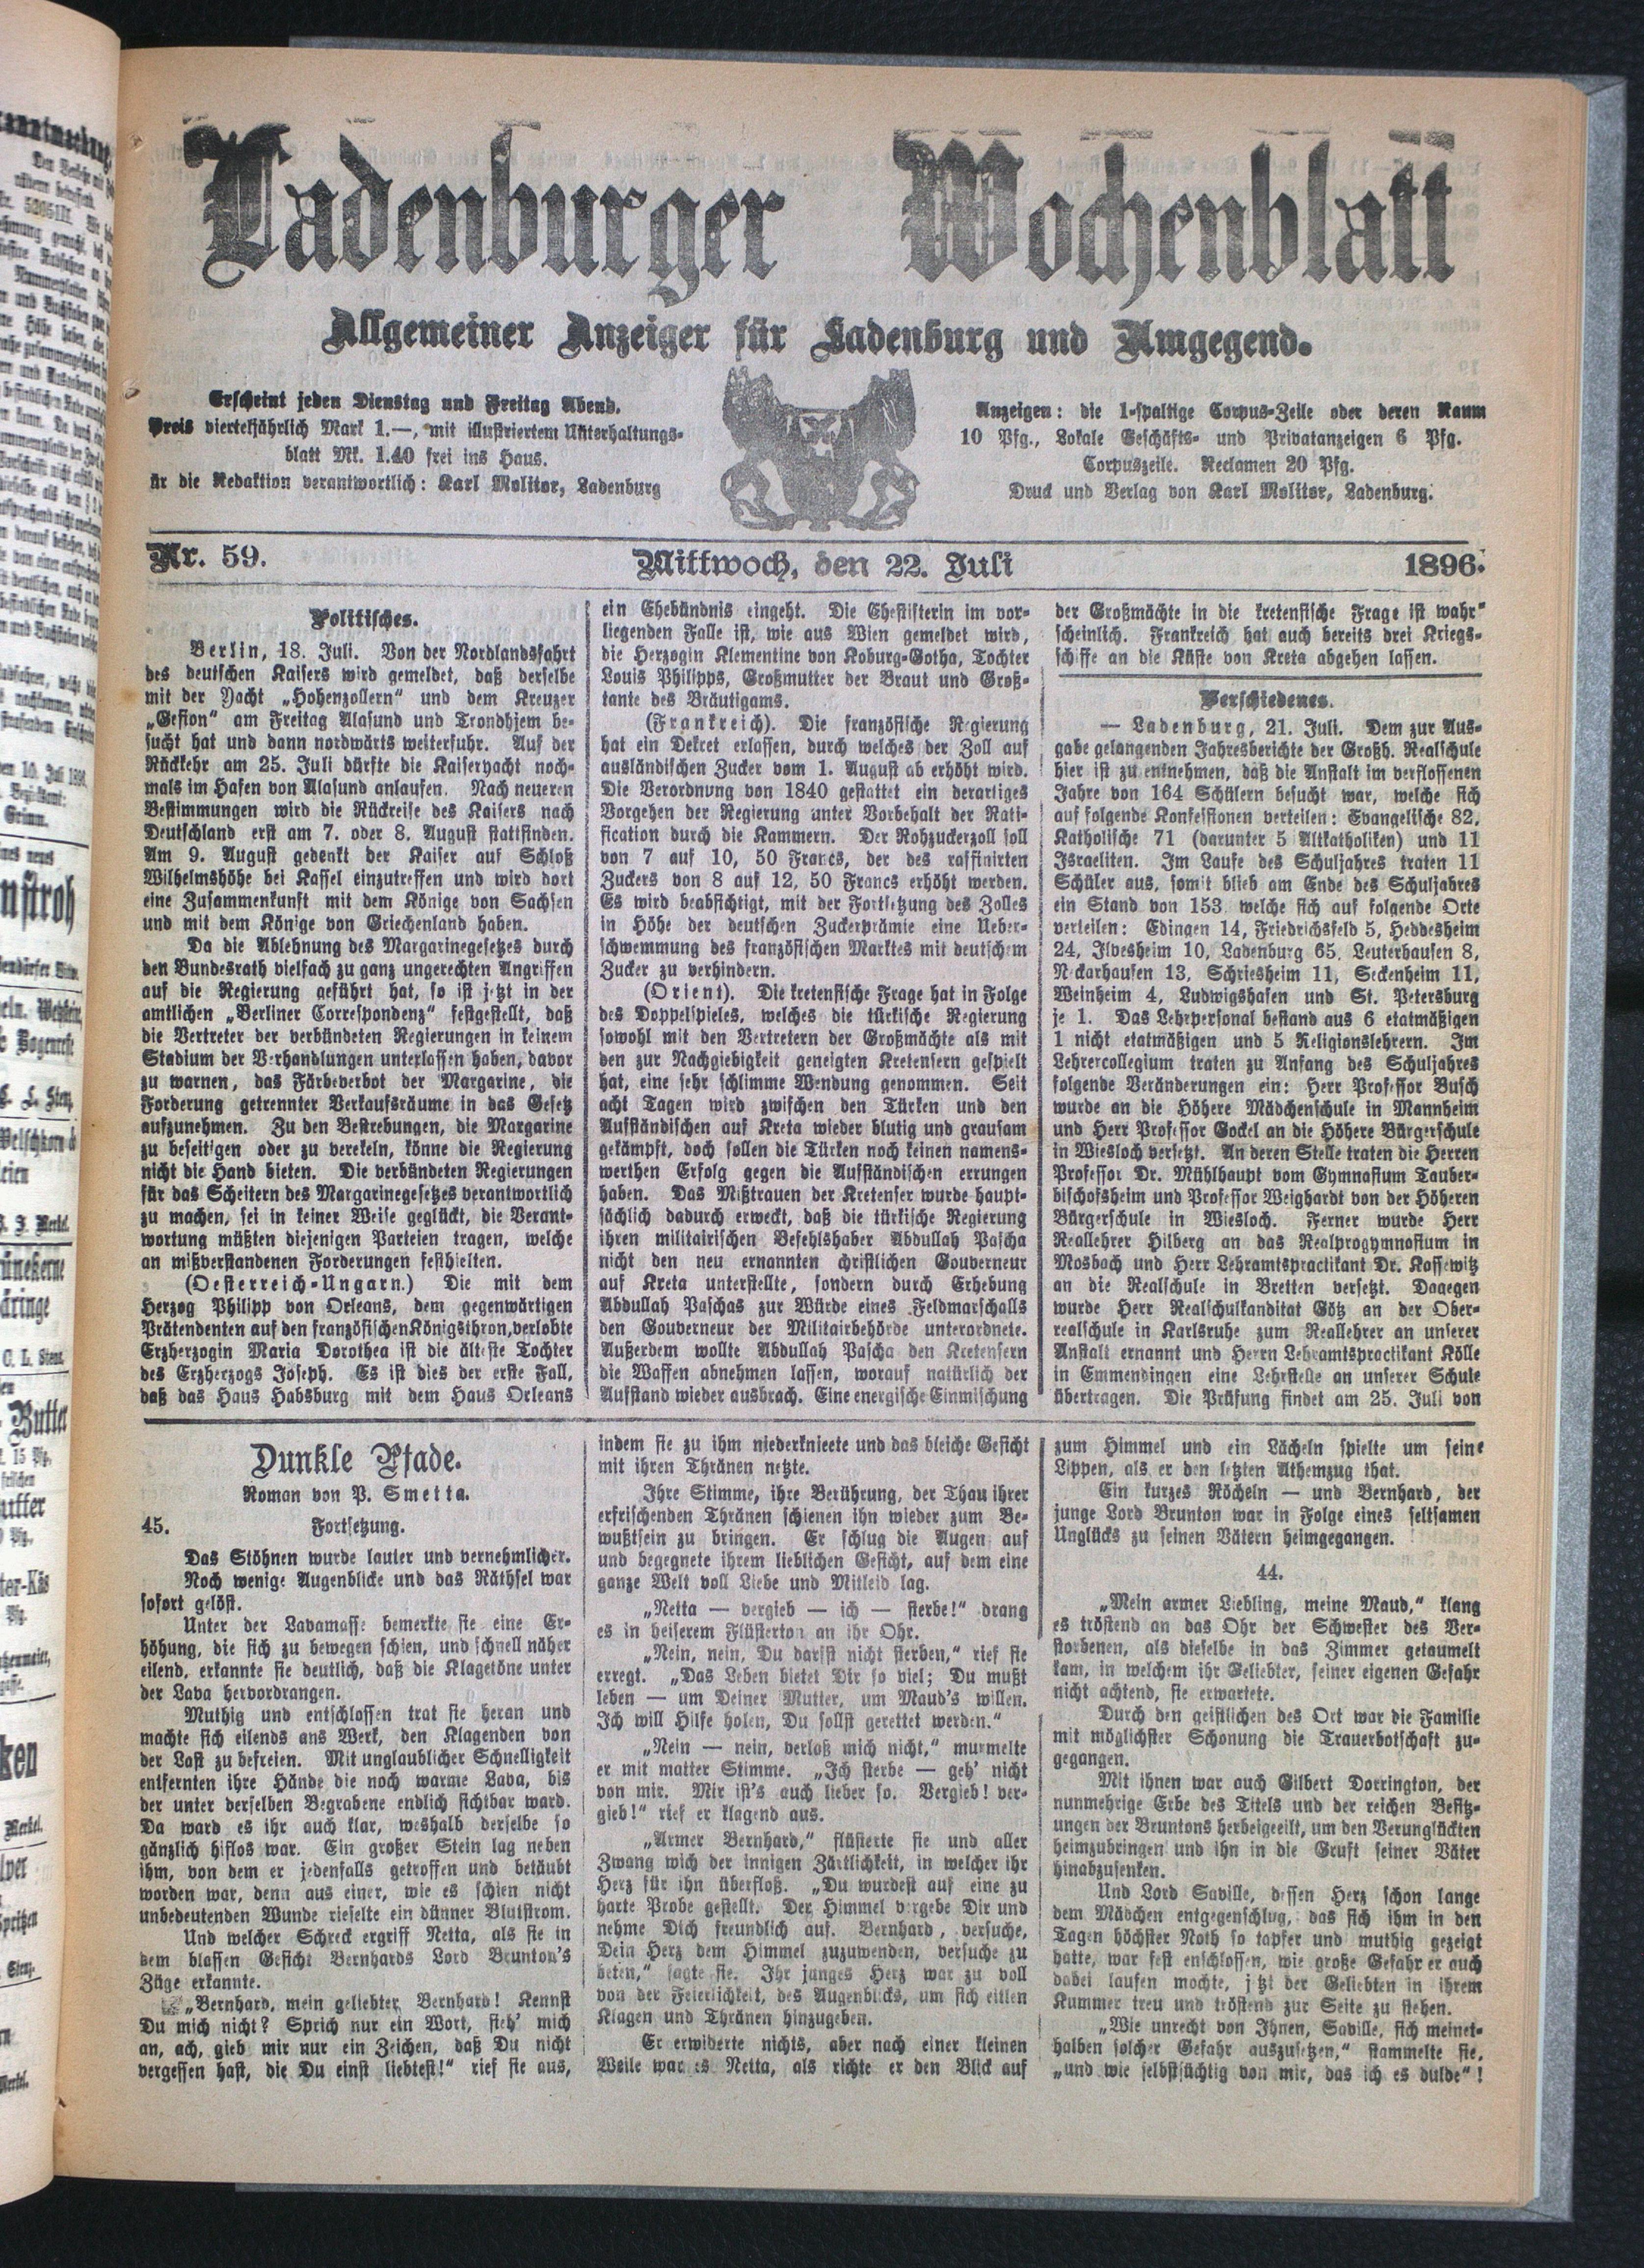 Ladenburger Wochenblatt
Allgemeiner Anzeiger für Ladenburg und Umgegend.
Erscheint jeden Dienstag und Freitag Abend.
Preis vierteljährlich Mark 1.—, mit illustriertem Unterhaltungs-
blatt Mk. 1.40 frei ins Haus.
ür die Redaktion verantwortlich: Karl Molitor, Ladenburg
Anzeigen: die 1-spaltige Corpus-Zeile oder deren Raum
10 Pfg., Lokale Geschäfts- und Privatanzeigen 6 Pfg.
Corpuszeile. Reclamen 20 Pfg.
Druck und Verlag von Karl Molitor, Ladenburg.
Nr. 59. Mittwoch, den 22. Juli 1896.
Politisches.
Berlin, 18. Juli. Von der Nordlandsfahrt
des deutschen Kaisers wird gemeldet, daß derselbe
mit der Yacht „Hohenzollern“ und dem Kreuzer
„Gefion“ am Freitag Alasund und Trondhjem be-
sucht hat und dann nordwärts weiterfuhr. Auf der
Rückkehr am 25. Juli dürfte die Kaiseryacht noch-
mals im Hafen von Alasund anlaufen. Nach neueren
Bestimmungen wird die Rückreise des Kaisers nach
Deutschland erst am 7. oder 8. August stattfinden.
Am 9. August gedenkt der Kaiser auf Schloß
Wilhelmshöhe bei Kassel einzutreffen und wird dort
eine Zusammenkunft mit dem Könige von Sachsen
und mit dem Könige von Griechenland haben.
Da die Ablehnung des Margarinegesetzes durch
den Bundesrath vielfach zu ganz ungerechten Angriffen
auf die Regierung geführt hat, so ist jetzt in der
amtlichen „Berliner Correspondenz“ festgestellt, daß
die Vertreter der verbündeten Regierungen in keinem
Stadium der Verhandlungen unterlassen haben, davor
zu warnen, das Färbeverbot der Margarine, die
Forderung getrennter Verkaufsräume in das Gesetz
aufzunehmen. Zu den Bestrebungen, die Margarine
zu beseitigen oder zu verekeln, könne die Regierung
nicht die Hand bieten. Die verbündeten Regierungen
für das Scheitern des Margarinegesetzes verantwortlich
zu machen, sei in keiner Weise geglückt, die Verant-
wortung müßten diejenigen Parteien tragen, welche
an mißverstandenen Forderungen festhielten.
(Oesterreich-Ungarn.) Die mit dem
Herzog Philipp von Orleans, dem gegenwärtigen
Prätendenten auf den französischen Königsthron, verlobte
Erzherzogin Maria Dorothea ist die älteste Tochter
des Erzherzogs Joseph. Es ist dies der erste Fall,
daß das Haus Habsburg mit dem Haus Orleans
ein Ehebündnis eingeht. Die Ehestifterin im vor-
liegenden Falle ist, wie aus Wien gemeldet wird,
die Herzogin Klementine von Koburg-Gotha, Tochter
Louis Philipps, Großmutter der Braut und Groß-
tante des Bräutigams.
(Frankreich). Die französische Regierung
hat ein Dekret erlassen, durch welches der Zoll auf
ausländischen Zucker vom 1. August ab erhöht wird.
Die Verordnung von 1840 gestattet ein derartiges
Vorgehen der Regierung unter Vorbehalt der Rati-
fication durch die Kammern. Der Rohzuckerzoll soll
von 7 auf 10, 50 Francs, der des raffinirten
Zuckers von 8 auf 12, 50 Francs erhöht werden.
Es wird beabsichtigt, mit der Fortsetzung des Zolles
in Höhe der deutschen Zuckerprämie eine Ueber-
schwemmung des französischen Marktes mit deutschem
Zucker zu verhindern.
(Orient). Die kretensische Frage hat in Folge
des Doppelspieles, welches die türkische Regierung
sowohl mit den Vertretern der Großmächte als mit
den zur Nachgiebigkeit geneigten Kretensern gespielt
hat, eine sehr schlimme Wendung genommen. Seit
acht Tagen wird zwischen den Türken und den
Aufständischen auf Kreta wieder blutig und grausam
gekämpft, doch sollen die Türken noch keinen namens-
werthen Erfolg gegen die Aufständischen errungen
haben. Das Mißtrauen der Kretenser wurde haupt-
sächlich dadurch erweckt, daß die türkische Regierung
ihren militairischen Befehlshaber Abdullah Pascha
nicht den neu ernannten christlichen Gouverneur
auf Kreta unterstellte, sondern durch Erhebung
Abdullah Paschas zur Würde eines Feldmarschalls
den Gouverneur der Militairbehörde unterordnete.
Außerdem wollte Abdullah Pascha den Kretensern
die Waffen abnehmen lassen, worauf natürlich der
Aufstand wieder ausbrach. Eine energische Einmischung
der Großmächte in die kretensische Frage ist wahr-
scheinlich. Frankreich hat auch bereits drei Kriegs-
schiffe an die Küste von Kreta abgehen lassen.
Verschiedenes.
— Ladenburg, 21. Juli. Dem zur Aus-
gabe gelangenden Jahresberichte der Großh. Realschule
hier ist zu entnehmen, daß die Anstalt im verflossenen
Jahre von 164 Schülern besucht war, welche sich
auf folgende Konfessionen verteilen: Evangelische 82,
Katholische 71 (darunter 5 Altkatholiken) und 11
Israeliten. Im Laufe des Schuljahres traten 11
Schüler aus, somit blieb am Ende des Schuljahres
ein Stand von 153 welche sich auf folgende Orte
verteilen: Edingen 14, Friedrichsfeld 5, Heddesheim
24, Ilvesheim 10, Ladenburg 65, Leuterhausen 8,
Neckarhausen 13, Schriesheim 11, Seckenheim 11,
Weinheim 4, Ludwigshafen und St. Petersburg
je 1. Das Lehrpersonal bestand aus 6 etatmäßigen
1 nicht etatmäßigen und 5 Religionslehrern. Im
Lehrercollegium traten zu Anfang des Schuljahres
folgende Veränderungen ein: Herr Professor Busch
wurde an die Höhere Mädchenschule in Mannheim
und Herr Professor Gockel an die Höhere Bürgerschule
in Wiesloch versetzt. An deren Stelle traten die Herren
Professor Dr. Mühlhaupt vom Gymnasium Tauber-
bischofsheim und Professor Weighardt von der Höheren
Bürgerschule in Wiesloch. Ferner wurde Herr
Reallehrer Hilberg an das Realprogymnasium in
Mosbach und Herr Lehramtspractikant Dr. Kossewitz
an die Realschule in Bretten versetzt. Dagegen
wurde Herr Realschulkanditat Götz an der Ober-
realschule in Karlsruhe zum Reallehrer an unserer
Anstalt ernannt und Herrn Lehramtspractikant Kölle
in Emmendingen eine Lehrstelle an unserer Schule
übertragen. Die Prüfung findet am 25. Juli von
Dunkle Pfade.
Roman von P. Smetta.
45. Fortsetzung.
Das Stöhnen wurde lauter und vernehmlicher.
Noch wenige Augenblicke und das Räthsel war
sofort gelöst.
Unter der Lavamasse bemerkte sie eine Er-
höhung, die sich zu bewegen schien, und schnell näher
eilend, erkannte sie deutlich, daß die Klagetöne unter
der Lava hervordrangen.
Muthig und entschlossen trat sie heran und
machte sich eilends ans Werk, den Klagenden von
der Last zu befreien. Mit unglaublicher Schnelligkeit
entfernten ihre Hände die noch warme Lava, bis
der unter derselben Begrabene endlich sichtbar ward.
Da ward es ihr auch klar, weshalb derselbe so
gänzlich hiflos war. Ein großer Stein lag neben
ihm, von dem er jedenfalls getroffen und betäubt
worden war, denn aus einer, wie es schien nicht
unbedeutenden Wunde rieselte ein dünner Blutstrom.
Und welcher Schreck ergriff Netta, als sie in
dem blassen Gesicht Bernhards Lord Brunton's
Züge erkannte.
„Bernhard, mein geliebter Bernhard! Kennst
Du mich nicht? Sprich nur ein Wort, sieh' mich
an, ach, gieb mir nur ein Zeichen, daß Du nicht
vergessen hast, die Du einst liebtest!“ rief sie aus,
indem sie zu ihm niederknieete und das bleiche Gesicht
mit ihren Thränen netzte.
Ihre Stimme, ihre Berührung, der Thau ihrer
erfrischenden Thränen schienen ihn wieder zum Be-
wußtsein zu bringen. Er schlug die Augen auf
und begegnete ihrem lieblichen Gesicht, auf dem eine
ganze Welt voll Liebe und Mitleid lag.
„Netta — vergieb — ich — sterbe!“ drang
es in heiserem Flüsterton an ihr Ohr.
„Nein, nein, Du darfst nicht sterben,“ rief sie
erregt. „Das Leben bietet Dir so viel; Du mußt
leben — um Deiner Mutter, um Maud's willen.
Ich will Hilfe holen, Du sollst gerettet werden.“
„Nein — nein, verlaß mich nicht,“ murmelte
er mit matter Stimme. „Ich sterbe — geh' nicht
von mir. Mir ist's auch lieber so. Vergieb! ver-
gieb!“ rief er klagend aus.
„Armer Bernhard,“ flüsterte sie und aller
Zwang wich der innigen Zärtlichkeit, in welcher ihr
Herz für ihn überfloß. „Du wurdest auf eine zu
harte Probe gestellt. Der Himmel vergebe Dir und
nehme Dich freundlich auf. Bernhard, versuche,
Dein Herz dem Himmel zuzuwenden, versuche zu
beten,“ sagte sie. Ihr junges Herz war zu voll
von der Feierlichkeit, des Augenblicks, um sich eitlen
Klagen und Thränen hinzugeben.
Er erwiderte nichts, aber nach einer kleinen
Weile war es Netta, als richte er den Blick auf
zum Himmel und ein Lächeln spielte um seine
Lippen, als er den letzten Athemzug that.
Ein kurzes Röcheln — und Bernhard, der
junge Lord Brunton war in Folge eines seltsamen
Unglücks zu seinen Vätern heimgegangen.
44.
„Mein armer Liebling, meine Maud,“ klang
es tröstend an das Ohr der Schwester des Ver-
storbenen, als dieselbe in das Zimmer getaumelt
kam, in welchem ihr Geliebter, seiner eigenen Gefahr
nicht achtend, sie erwartete.
Durch den geistlichen des Ort war die Familie
mit möglichster Schonung die Trauerbotschaft zu-
gegangen.
Mit ihnen war auch Gilbert Dorrington, der
nunmehrige Erbe des Titels und der reichen Besitz-
ungen der Bruntons herbeigeeilt, um den Verunglückten
heimzubringen und ihn in die Gruft seiner Väter
hinabzusenken.
Und Lord Saville, dessen Herz schon lange
dem Mädchen entgegenschlug, das sich ihm in den
Tagen höchster Noth so tapfer und muthig gezeigt
hatte, war fest enschlossen, wie große Gefahr er auch
dabei laufen mochte, jetzt der Geliebten in ihrem
Kummer treu und tröstend zur Seite zu stehen.
„Wie unrecht von Ihnen, Saville, sich meinet-
halben solcher Gefahr auszusetzen,“ stammelte sie,
„und wie selbstsüchtig von mir, das ich es dulde“!